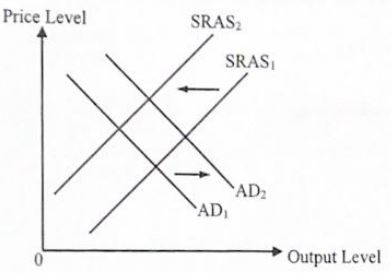 Price Level
SRAS₂
SRAS₁
AD₂
AD₁
0
Output Level